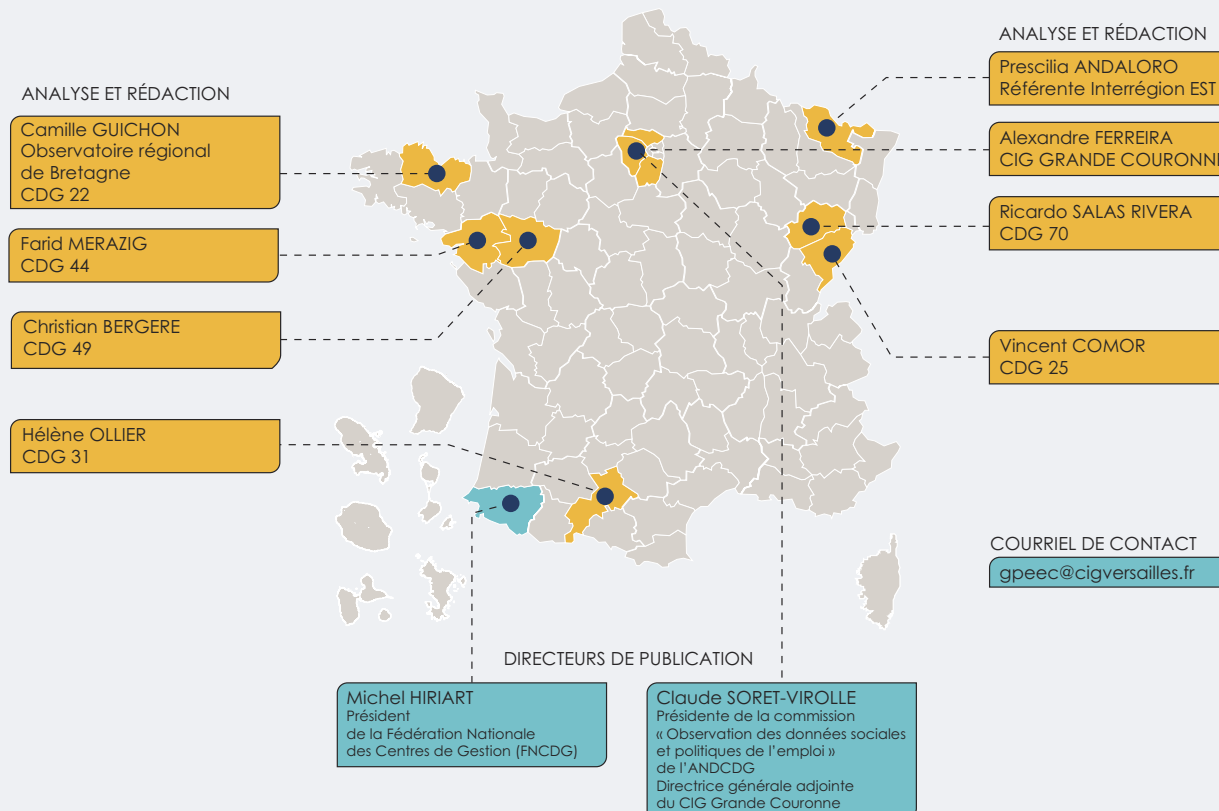 ANALYSE ET RÉDACTION
Camille GUICHON
Observatoire régional
de Bretagne
CDG 22
Farid MERAZIG
CDG 44
Christian BERGERE
CDG 49
Hélène OLLIER
CDG 31
ANALYSE ET RÉDACTION
Prescilia ANDALORO
Référente Interrégion EST
Alexandre FERREIRA
CIG GRANDE COURONNE
Ricardo SALAS RIVERA
CDG 70
Vincent COMOR
CDG 25
COURRIEL DE CONTACT
gpeec@cigversailles.fr
DIRECTEURS DE PUBLICATION
Michel HIRIART
Président
de la Fédération Nationale
des Centres de Gestion (FNCDG)
Claude SORET-VIROLLE
Présidente de la commission
« Observation des données sociales
et politiques de l'emploi »
de l'ANDCDG
Directrice générale adjointe
du CIG Grande Couronne